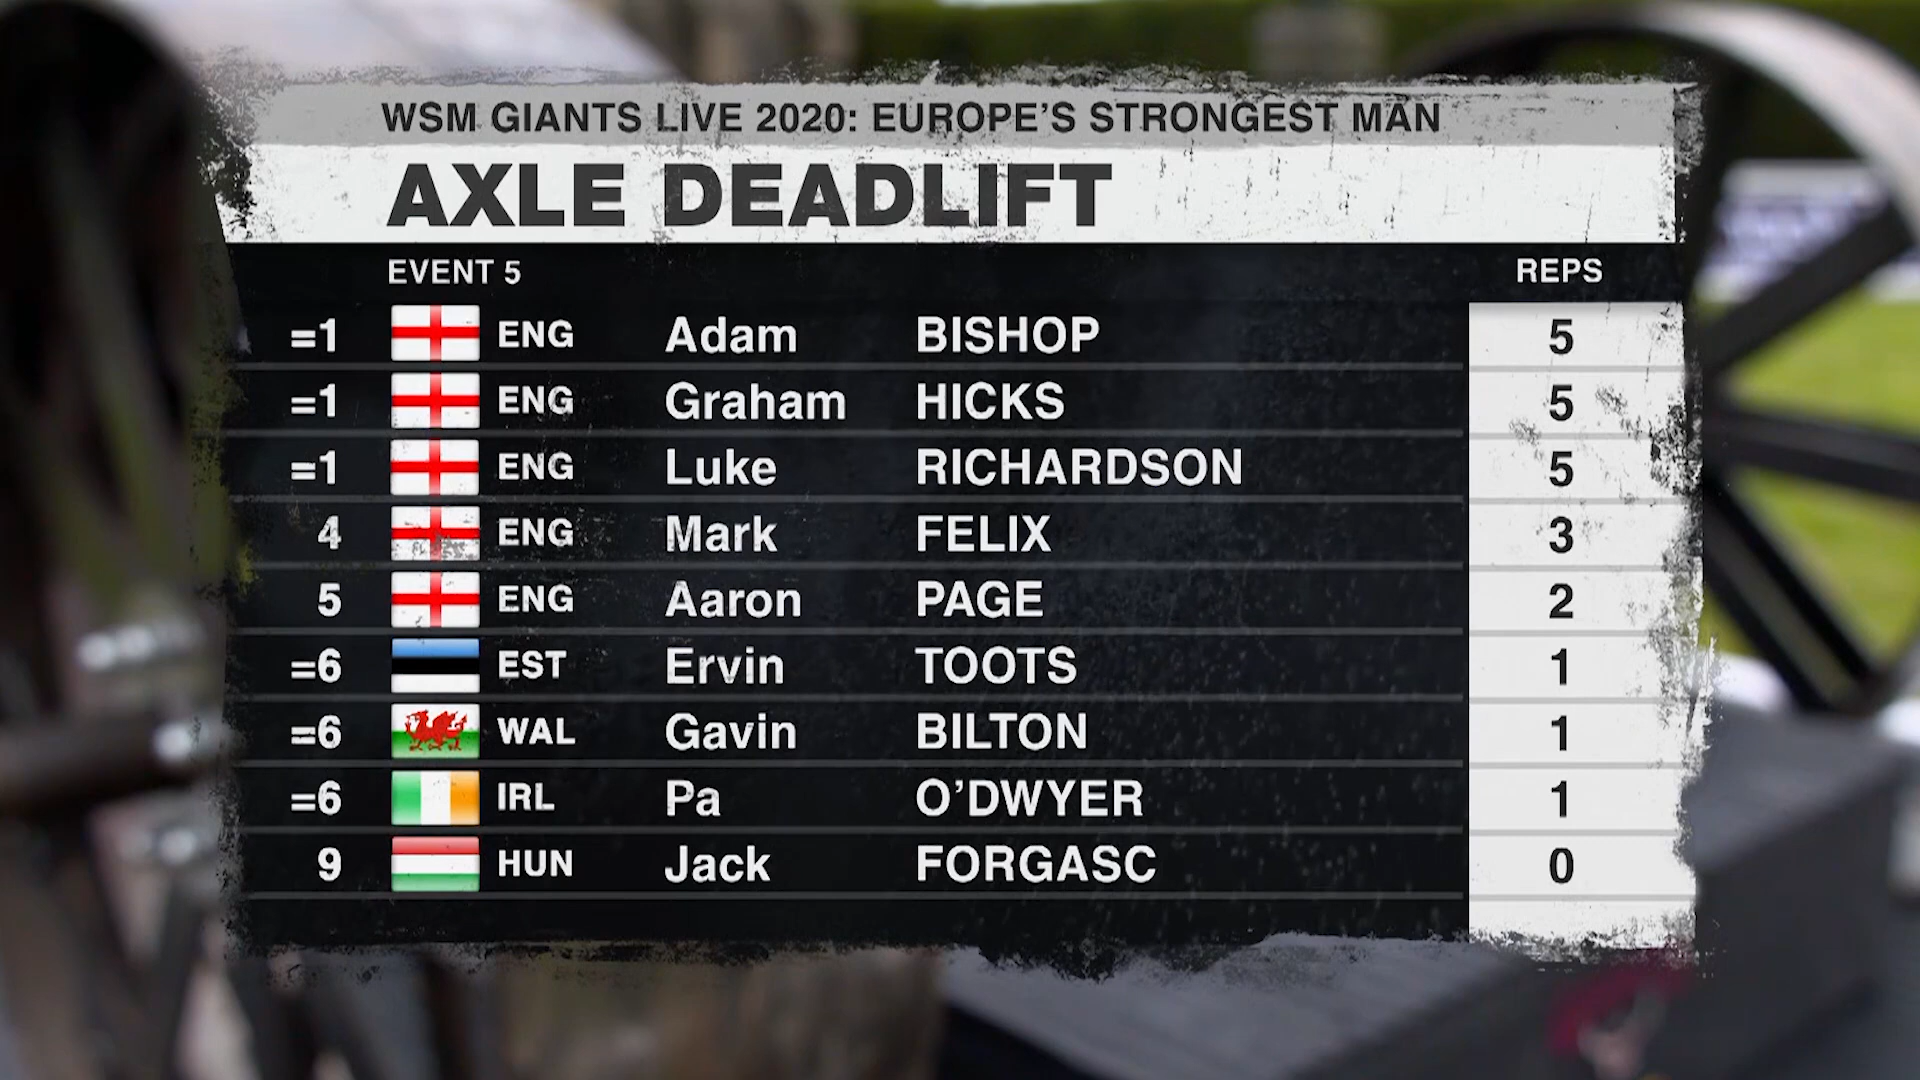 WSM GIANTS LIVE 2020: EUROPE'S STRONGEST MAN
AXLE DEADLIFT
EVENT 5 REPS
=1 ENG Adam BISHOP 5
=1 ENG Graham HICKS 5
=1 ENG Luke RICHARDSON 5
4 ENG Mark FELIX 3
5 ENG Aaron PAGE 2
=6 EST Ervin TOOTS 1
=6 WAL Gavin BILTON 1
=6 IRL Pa O'DWYER 1
9 HUN Jack FORGASC 0